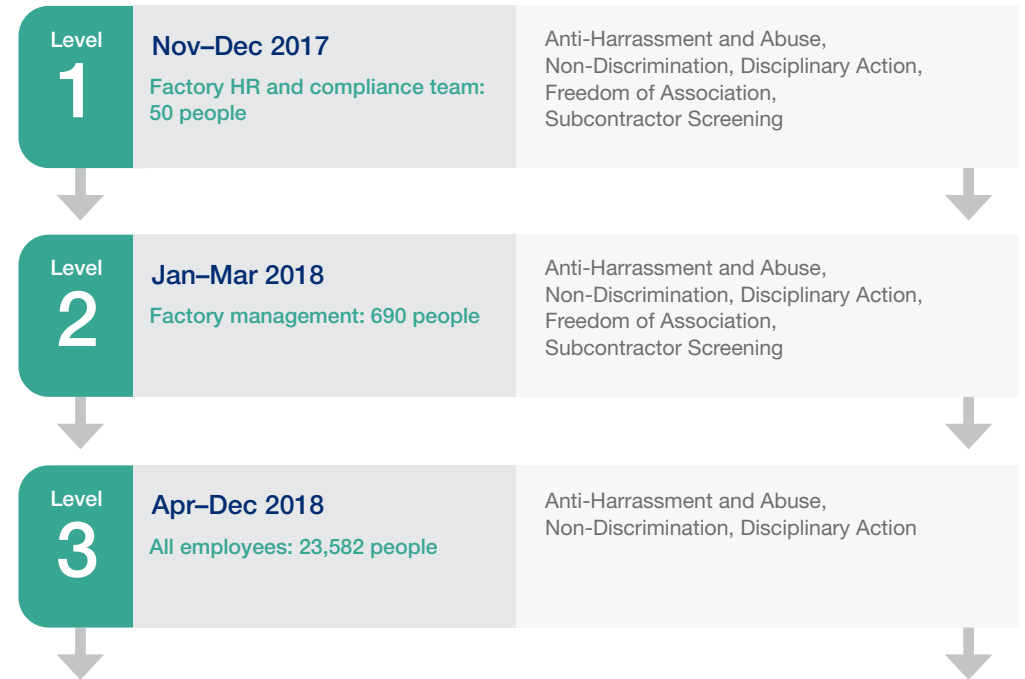 Level
1
Nov–Dec 2017
Factory HR and compliance team:
50 people
Anti-Harrassment and Abuse,
Non-Discrimination, Disciplinary Action,
Freedom of Association,
Subcontractor Screening
Level
2
Jan–Mar 2018
Factory management: 690 people
Anti-Harrassment and Abuse,
Non-Discrimination, Disciplinary Action,
Freedom of Association,
Subcontractor Screening
Level
3
Apr–Dec 2018
All employees: 23,582 people
Anti-Harrassment and Abuse,
Non-Discrimination, Disciplinary Action